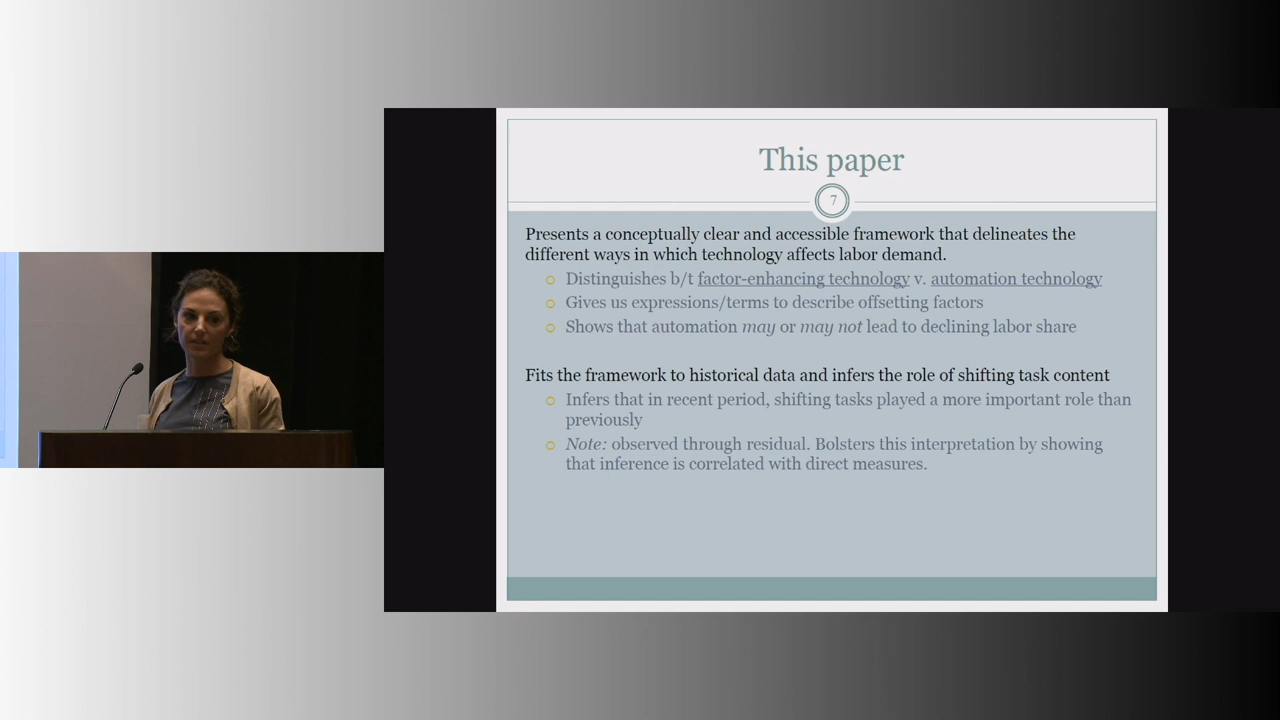 This paper
7
Presents a conceptually clear and accessible framework that delineates the
different ways in which technology affects labor demand.
Distinguishes b/t factor-enhancing technology v. automation technology
Gives us expressions/terms to describe offsetting factors
Shows that automation may or may not lead to declining labor share
Fits the framework to historical data and infers the role of shifting task content
Infers that in recent period, shifting tasks played a more important role than
previously
Note: observed through residual. Bolsters this interpretation by showing
that inference is correlated with direct measures.